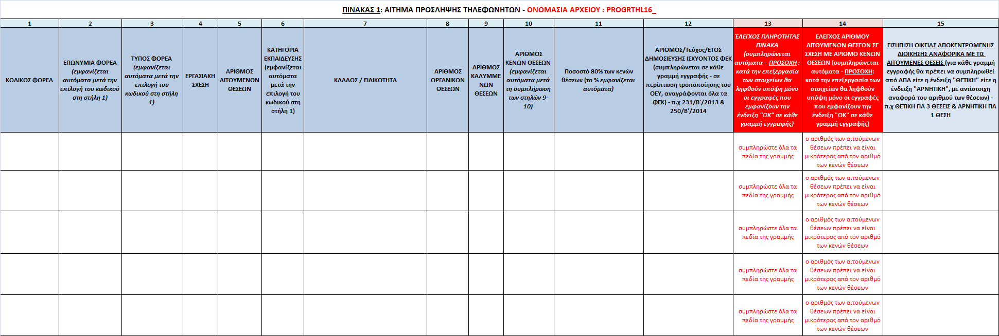 ΠΙΝΑΚΑΣ 1: ΑΙΤΗΜΑ ΠΡΟΣΛΗΨΗΣ ΤΗΛΕΦΩΝΗΤΩΝ - ΟΝΟΜΑΣΙΑ ΑΡΧΕΙΟΥ : PROGRTHL16_
1 2 3 4 5 6 7 8 9 10 11 12 13 14 15
ΚΩΔΙΚΟΣ ΦΟΡΕΑ
ΕΠΩΝΥΜΙΑ ΦΟΡΕΑ
(εμφανίζεται
αυτόματα μετά την
επιλογή του κωδικού
στη στήλη 1)
ΤΥΠΟΣ ΦΟΡΕΑ
(εμφανίζεται
αυτόματα μετά την
επιλογή του
κωδικού στη στήλη
1)
ΕΡΓΑΣΙΑΚΗ
ΣΧΕΣΗ
ΑΡΙΘΜΟΣ
ΑΙΤΟΥΜΕΝΩΝ
ΘΕΣΕΩΝ
ΚΑΤΗΓΟΡΙΑ
ΕΚΠΑΙΔΕΥΣΗΣ
(εμφανίζεται
αυτόματα
μετά την
επιλογή του
κωδικού στη
στήλη 1)
ΚΛΑΔΟΣ / ΕΙΔΙΚΟΤΗΤΑ
ΑΡΙΘΜΟΣ
ΟΡΓΑΝΙΚΩΝ
ΘΕΣΕΩΝ
ΑΡΙΘΜΟΣ
ΚΑΛΥΜΜΕ
ΝΩΝ
ΘΕΣΕΩΝ
ΑΡΙΘΜΟΣ
ΚΕΝΩΝ ΘΕΣΕΩΝ
(εμφανίζεται
αυτόματα μετά
τη συμπλήρωση
των στηλών 9-
10)
Ποσοστό 80% των κενών
θέσεων (το % εμφανίζεται
αυτόματα)
ΑΡΙΘΜΟΣ/Τεύχος/ΕΤΟΣ
ΔΗΜΟΣΙΕΥΣΗΣ ΙΣΧΥΟΝΤΟΣ ΦΕΚ
(συμπληρώνεται σε κάθε
γραμμή εγγραφής - σε
περίπτωση τροποποίησης του
ΟΕΥ, αναγράφονται όλα τα
ΦΕΚ) - π.χ 231/Β'/2013 &
250/Β'/2014
ΈΛΕΓΧΟΣ ΠΛΗΡΟΤΗΤΑΣ
ΠΙΝΑΚΑ
(συμπληρώνεται
αυτόματα - ΠΡΟΣΟΧΗ :
κατά την επεξεργασία
των στοιχείων θα
ληφθούν υπόψη μόνο
οι εγγραφές που
εμφανίζουν την
ένδειξη "ΟΚ" σε κάθε
γραμμή εγγραφής)
ΕΛΕΓΧΟΣ ΑΡΙΘΜΟΥ
ΑΙΤΟΥΜΕΝΩΝ ΘΕΣΕΩΝ ΣΕ
ΣΧΕΣΗ ΜΕ ΑΡΙΘΜΟ ΚΕΝΩΝ
ΘΕΣΕΩΝ (συμπληρώνεται
αυτόματα - ΠΡΟΣΟΧΗ:
κατά την επεξεργασία των
στοιχείων θα ληφθούν
υπόψη μόνο οι εγγραφές
που εμφανίζουν την
ένδειξη "ΟΚ" σε κάθε
γραμμή εγγραφής)
ΕΙΣΗΓΗΣΗ ΟΙΚΕΙΑΣ ΑΠΟΚΕΝΤΡΩΜΕΝΗΣ
ΔΙΟΙΚΗΣΗΣ ΑΝΑΦΟΡΙΚΑ ΜΕ ΤΙΣ
ΑΙΤΟΥΜΕΝΕΣ ΘΕΣΕΙΣ (για κάθε γραμμή
εγγραφής θα πρέπει να συμπληρωθεί
από ΑΠΔ είτε η ένδειξη "ΘΕΤΙΚΗ" είτε η
ένδειξη "ΑΡΝΗΤΙΚΗ", με αντίστοιχη
αναφορά του αριθμού των θέσεων) -
π.χ ΘΕΤΙΚΗ ΓΙΑ 3 ΘΕΣΕΙΣ & ΑΡΝΗΤΙΚΗ ΓΙΑ
1 ΘΕΣΗ
συμπληρώστε όλα τα
πεδία της γραμμής
ο αριθμός των αιτούμενων
θέσεων πρέπει να είναι
μικρότερος από τον αριθμό
των κενών θέσεων
συμπληρώστε όλα τα
πεδία της γραμμής
ο αριθμός των αιτούμενων
θέσεων πρέπει να είναι
μικρότερος από τον αριθμό
των κενών θέσεων
συμπληρώστε όλα τα
πεδία της γραμμής
ο αριθμός των αιτούμενων
θέσεων πρέπει να είναι
μικρότερος από τον αριθμό
των κενών θέσεων
συμπληρώστε όλα τα
πεδία της γραμμής
ο αριθμός των αιτούμενων
θέσεων πρέπει να είναι
μικρότερος από τον αριθμό
των κενών θέσεων
συμπληρώστε όλα τα
πεδία της γραμμής
ο αριθμός των αιτούμενων
θέσεων πρέπει να είναι
μικρότερος από τον αριθμό
των κενών θέσεων